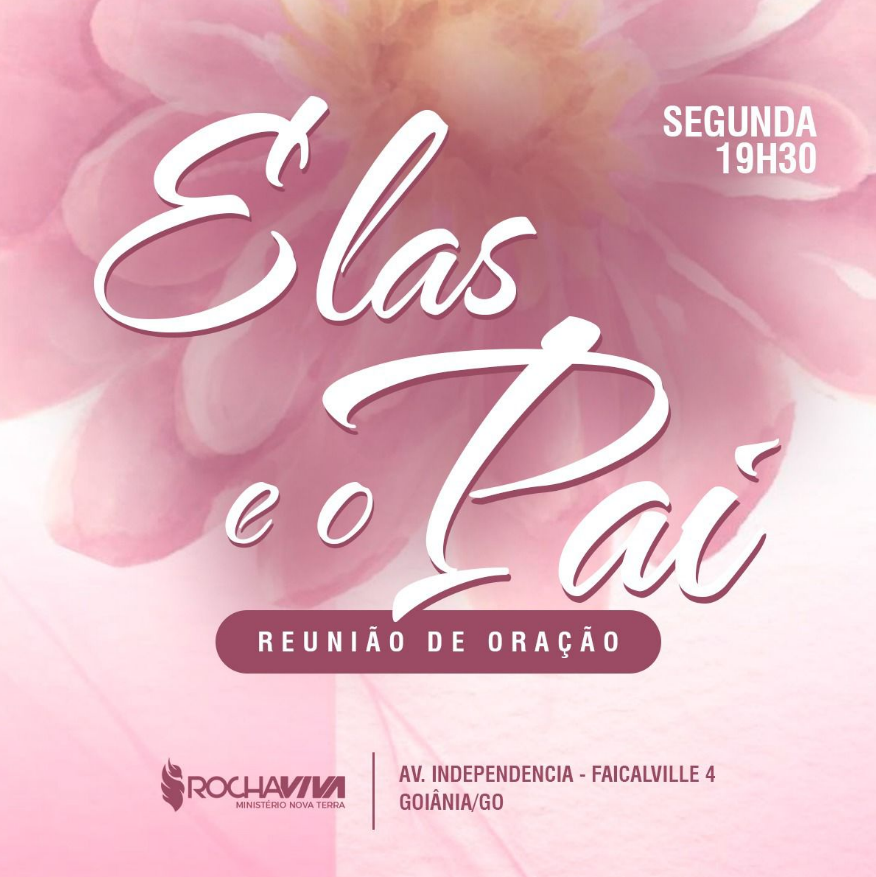 SEGUNDA
19H30
Elas
e o Pai
REUNIÃO DE ORAÇÃO
ROCHAVIVA
MINISTÉRIO NOVA TERRA
AV. INDEPENDENCIA - FAICALVILLE 4
GOIÂNIA/GO